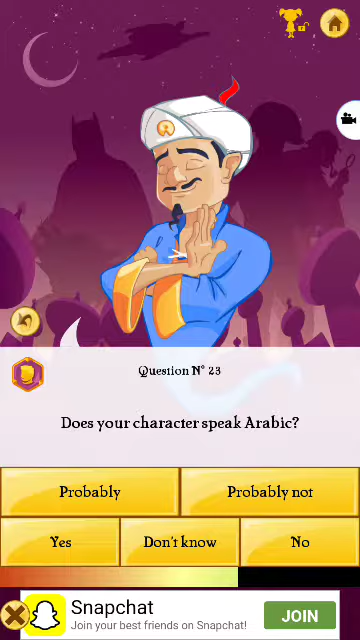 Question N° 23
Does your character speak Arabic?
Probably
Probably not
Yes
Don't know
No
Snapchat
Join your best friends on Snapchat!
JOIN